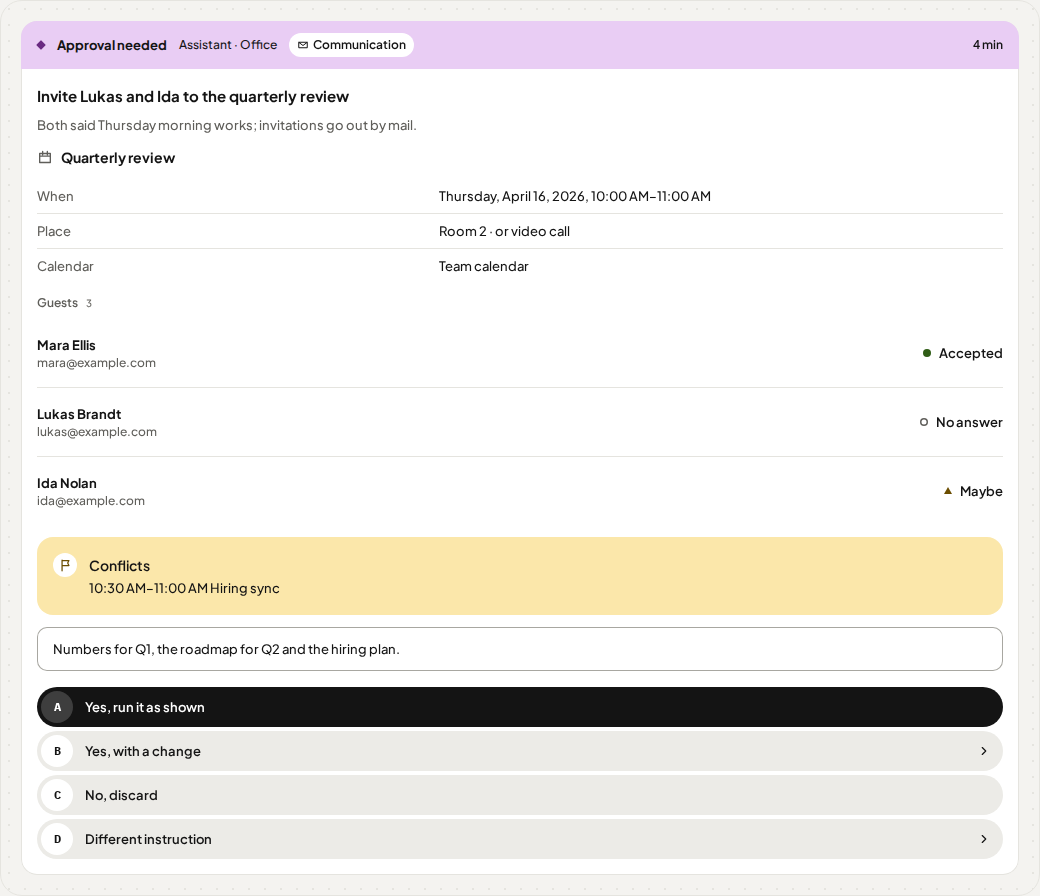 Approval needed Assistant · Office Communication 4 min
Invite Lukas and Ida to the quarterly review
Both said Thursday morning works; invitations go out by mail.
Quarterly review
When Thursday, April 16, 2026, 10:00 AM–11:00 AM
Place Room 2 · or video call
Calendar Team calendar
Guests 3
Mara Ellis
mara@example.com
Accepted
Lukas Brandt
lukas@example.com
No answer
Ida Nolan
ida@example.com
Maybe
Conflicts
10:30 AM–11:00 AM Hiring sync
Numbers for Q1, the roadmap for Q2 and the hiring plan.
A Yes, run it as shown
B Yes, with a change
C No, discard
D Different instruction